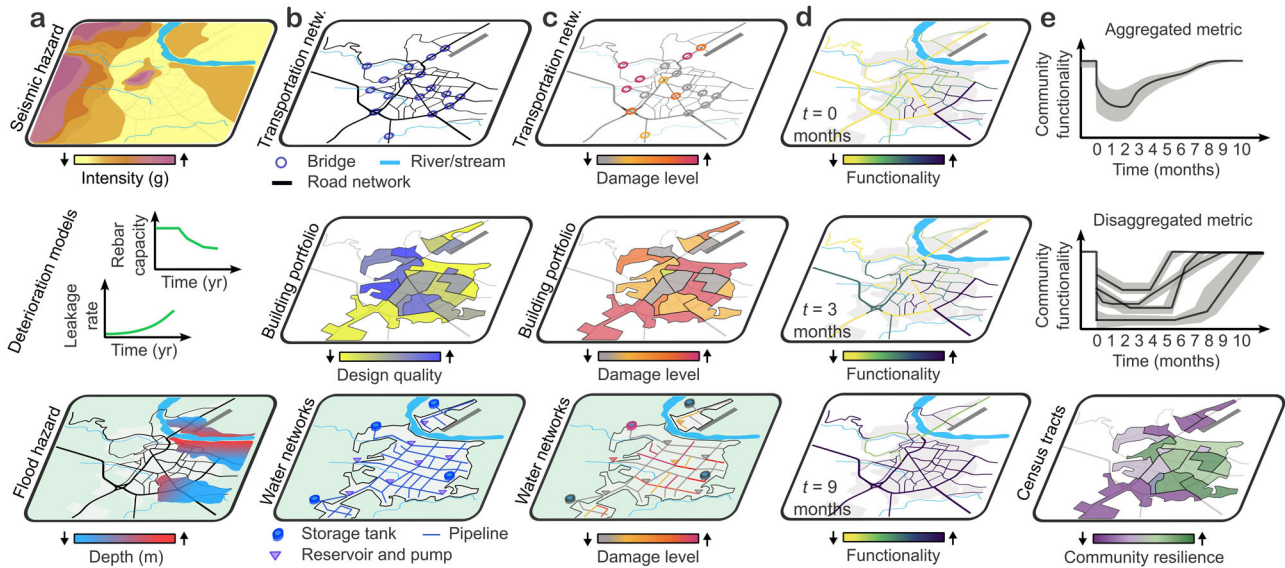 a
Seismic hazard
Intensity (g)
Deterioration models
Rebar
capacity
Time (yr)
Leakage
rate
Time (yr)
Flood hazard
Depth (m)
b
Transportation netw.
Bridge
River/stream
Road network
Building portfolio
Design quality
Water networks
Storage tank
Pipeline
Reservoir and pump
c
Transportation netw.
Damage level
Building portfolio
Damage level
Water networks
Damage level
d
t = 0
months
Functionality
t = 3
months
Functionality
t = 9
months
Functionality
e
Aggregated metric
Community
functionality
0 1 2 3 4 5 6 7 8 9 10
Time (months)
Disaggregated metric
Community
functionality
0 1 2 3 4 5 6 7 8 9 10
Time (months)
Census tracts
Community resilience